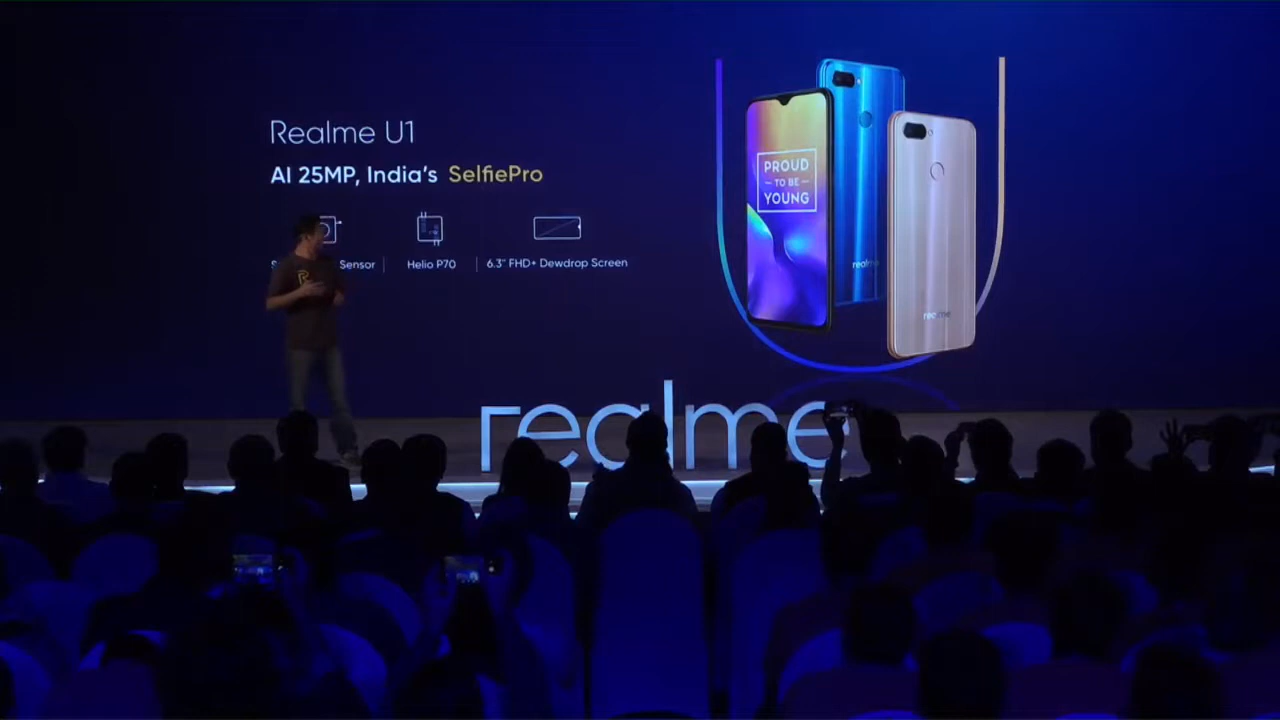 Realme U1
AI 25MP, India's SelfiePro
Sensor
Helio P70
6.3" FHD+ Dewdrop Screen
PROUD
TO BE
YOUNG
realme
realme
realme
R